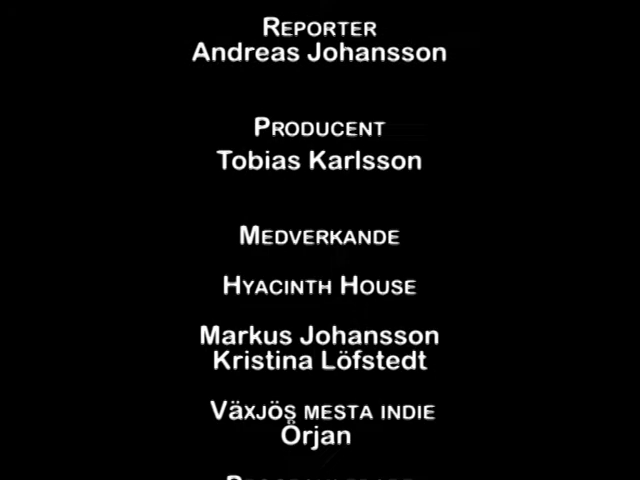 REPORTER
Andreas Johansson
PRODUCENT
Tobias Karlsson
MEDVERKANDE
HYACINTH HOUSE
Markus Johansson
Kristina Löfstedt
VÄXJÖS MESTA INDIE
Örjan